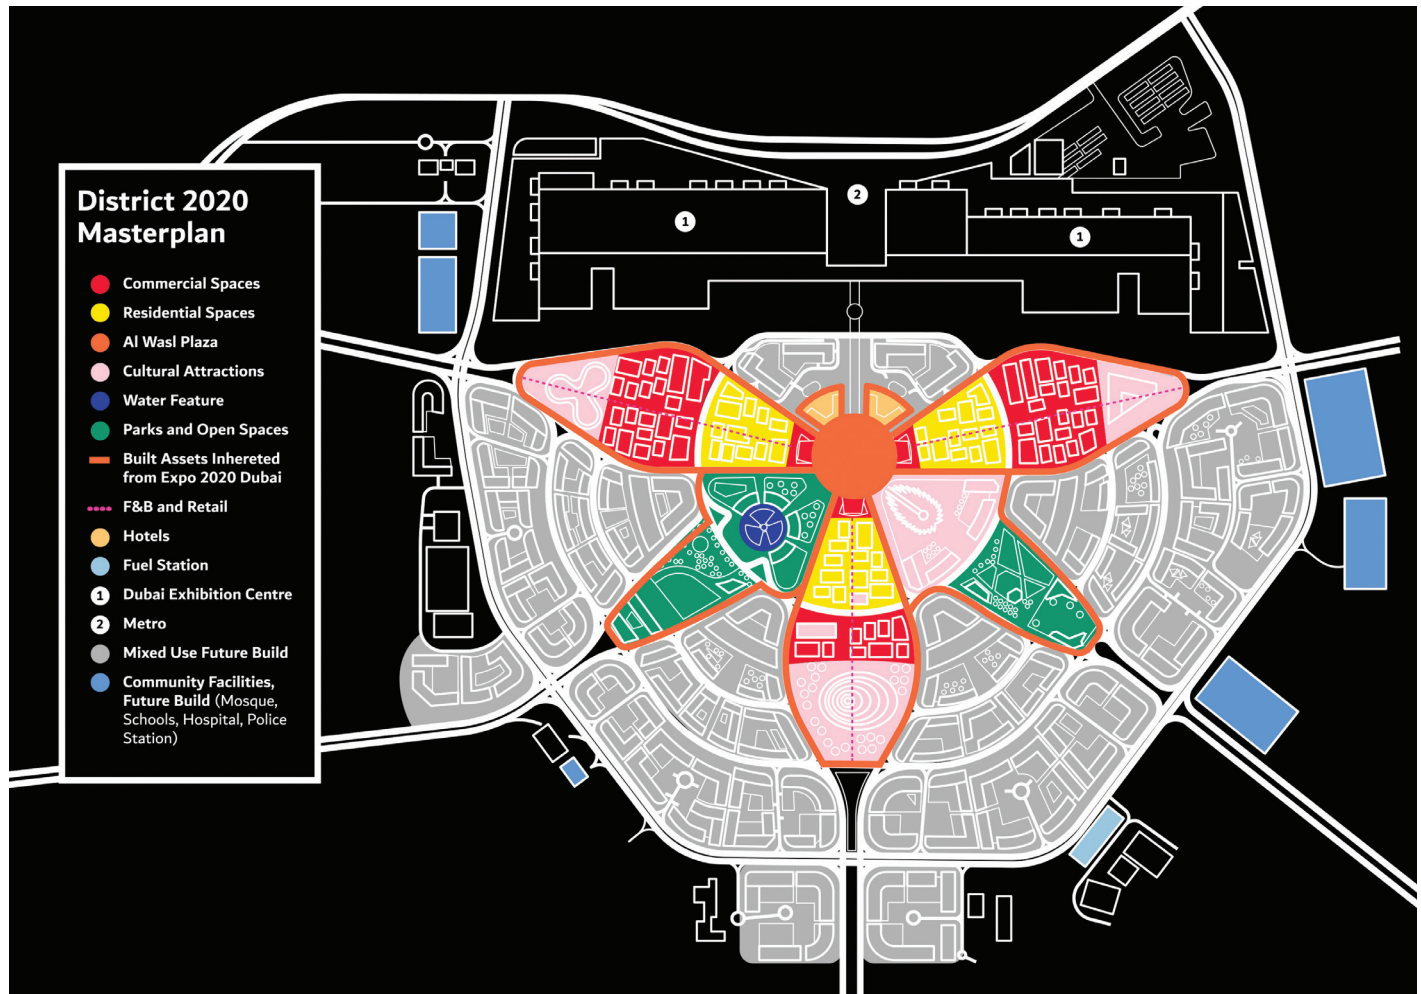 District 2020
Masterplan
Commercial Spaces
Residential Spaces
Al Wasl Plaza
Cultural Attractions
Water Feature
Parks and Open Spaces
Built Assets Inhereted
from Expo 2020 Dubai
F&B and Retail
Hotels
Fuel Station
1 Dubai Exhibition Centre
2 Metro
Mixed Use Future Build
Community Facilities,
Future Build (Mosque,
Schools, Hospital, Police
Station)
2
1
1